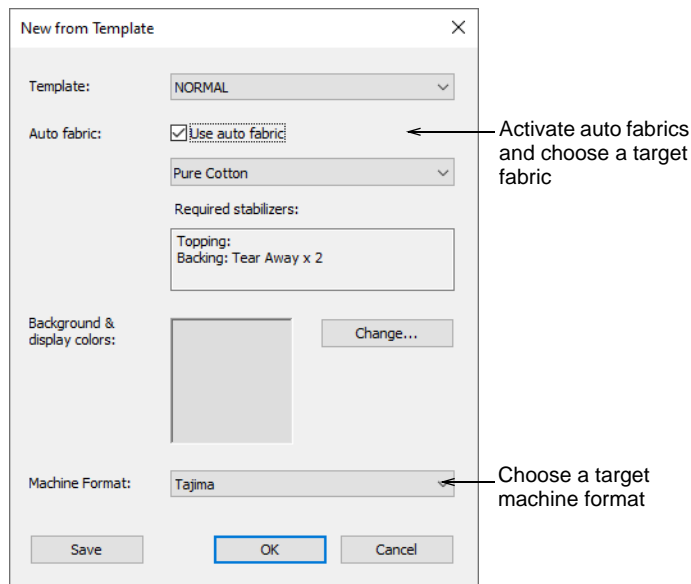 New from Template
Template:
NORMAL
Auto fabric:
Use auto fabric
Activate auto fabrics
and choose a target
fabric
Pure Cotton
Required stabilizers:
Topping:
Backing: Tear Away x 2
Background &
display colors:
Change...
Machine Format:
Tajima
Choose a target
machine format
Save
OK
Cancel